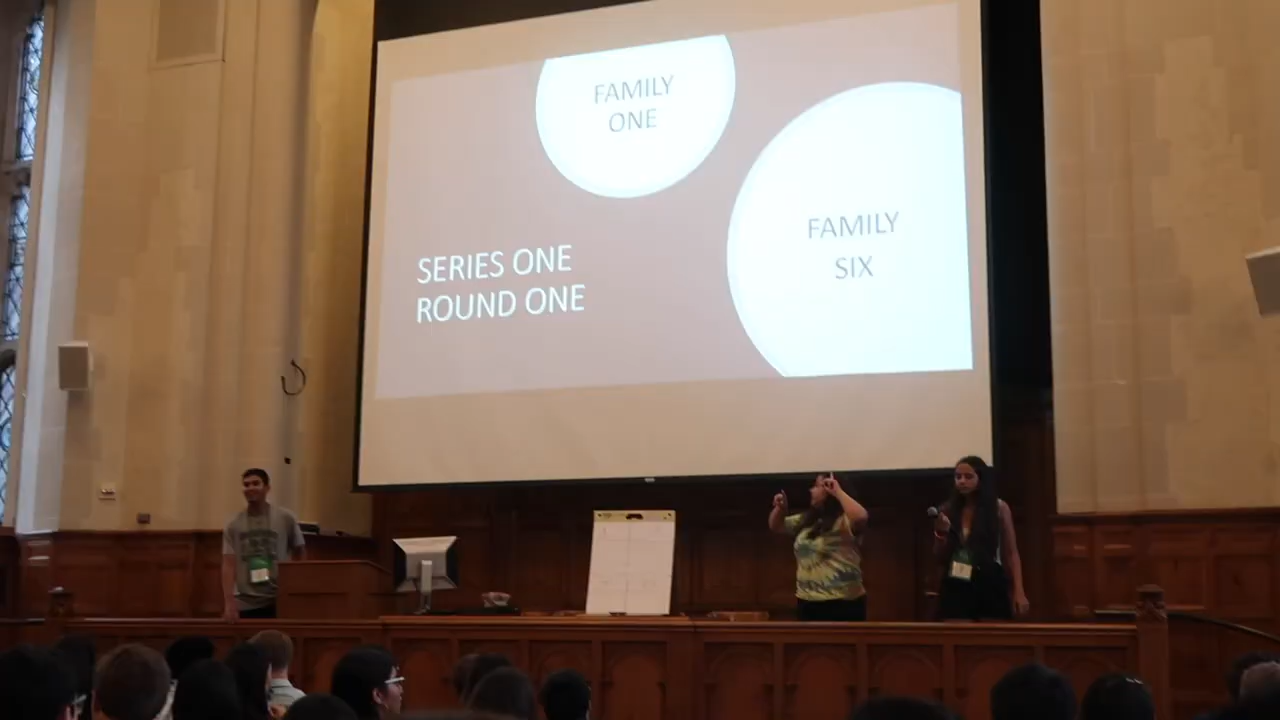 FAMILY
ONE
FAMILY
SIX
SERIES ONE
ROUND ONE